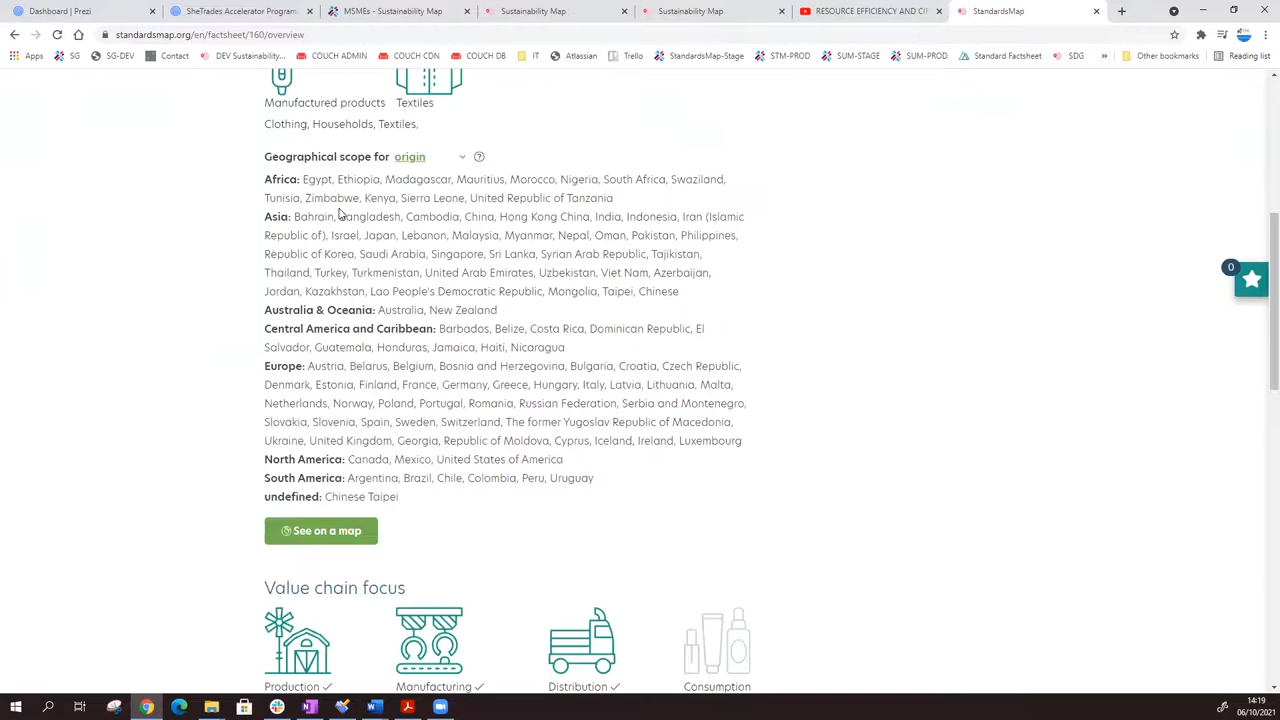 Dashboard | Prezi
SheTrades Accelerator Program
MSMEs - Sustainability Map
Sustainability Map
Sustainability Map
RESOURCE EFFICIENCY AND CIR
StandardsMap
standardsmap.org/en/factsheet/160/overview
Apps
SG
SG-DEV
Contact
DEV Sustainability...
COUCH ADMIN
COUCH CDN
COUCH DB
IT
Atlassian
Trello
StandardsMap-Stage
STM-PROD
SUM-STAGE
SUM-PROD
Standard Factsheet
SDG
»
Other bookmarks
Reading list
Manufactured products Textiles
Clothing, Households, Textiles,
Geographical scope for origin ?
Africa: Egypt, Ethiopia, Madagascar, Mauritius, Morocco, Nigeria, South Africa, Swaziland,
Tunisia, Zimbabwe, Kenya, Sierra Leone, United Republic of Tanzania
Asia: Bahrain, Bangladesh, Cambodia, China, Hong Kong China, India, Indonesia, Iran (Islamic
Republic of), Israel, Japan, Lebanon, Malaysia, Myanmar, Nepal, Oman, Pakistan, Philippines,
Republic of Korea, Saudi Arabia, Singapore, Sri Lanka, Syrian Arab Republic, Tajikistan,
Thailand, Turkey, Turkmenistan, United Arab Emirates, Uzbekistan, Viet Nam, Azerbaijan,
Jordan, Kazakhstan, Lao People's Democratic Republic, Mongolia, Taipei, Chinese
Australia & Oceania: Australia, New Zealand
Central America and Caribbean: Barbados, Belize, Costa Rica, Dominican Republic, El
Salvador, Guatemala, Honduras, Jamaica, Haiti, Nicaragua
Europe: Austria, Belarus, Belgium, Bosnia and Herzegovina, Bulgaria, Croatia, Czech Republic,
Denmark, Estonia, Finland, France, Germany, Greece, Hungary, Italy, Latvia, Lithuania, Malta,
Netherlands, Norway, Poland, Portugal, Romania, Russian Federation, Serbia and Montenegro,
Slovakia, Slovenia, Spain, Sweden, Switzerland, The former Yugoslav Republic of Macedonia,
Ukraine, United Kingdom, Georgia, Republic of Moldova, Cyprus, Iceland, Ireland, Luxembourg
North America: Canada, Mexico, United States of America
South America: Argentina, Brazil, Chile, Colombia, Peru, Uruguay
undefined: Chinese Taipei
See on a map
0
Value chain focus
Production ✓ Manufacturing ✓ Distribution ✓ Consumption
14:19
06/10/2021